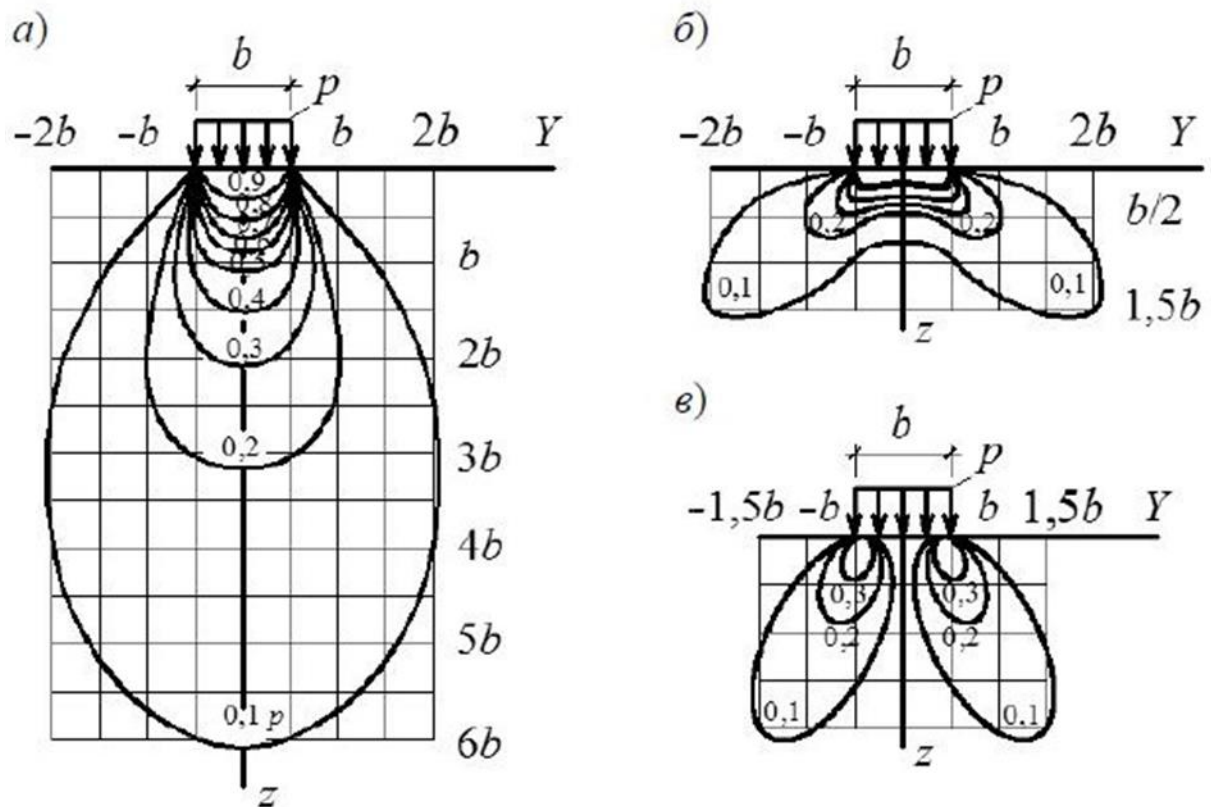 а)
b
p
-2b -b b 2b Y
0,9
0,8
b
0,4
0,3
2b
0,2
3b
4b
5b
0,1 p
6b
z
б)
b
p
-2b -b b 2b Y
0,2 0,2
b/2
0,1 0,1
1,5b
z
в)
b
p
-1,5b -b b 1,5b Y
0,3 0,3
0,2 0,2
0,1 0,1
z